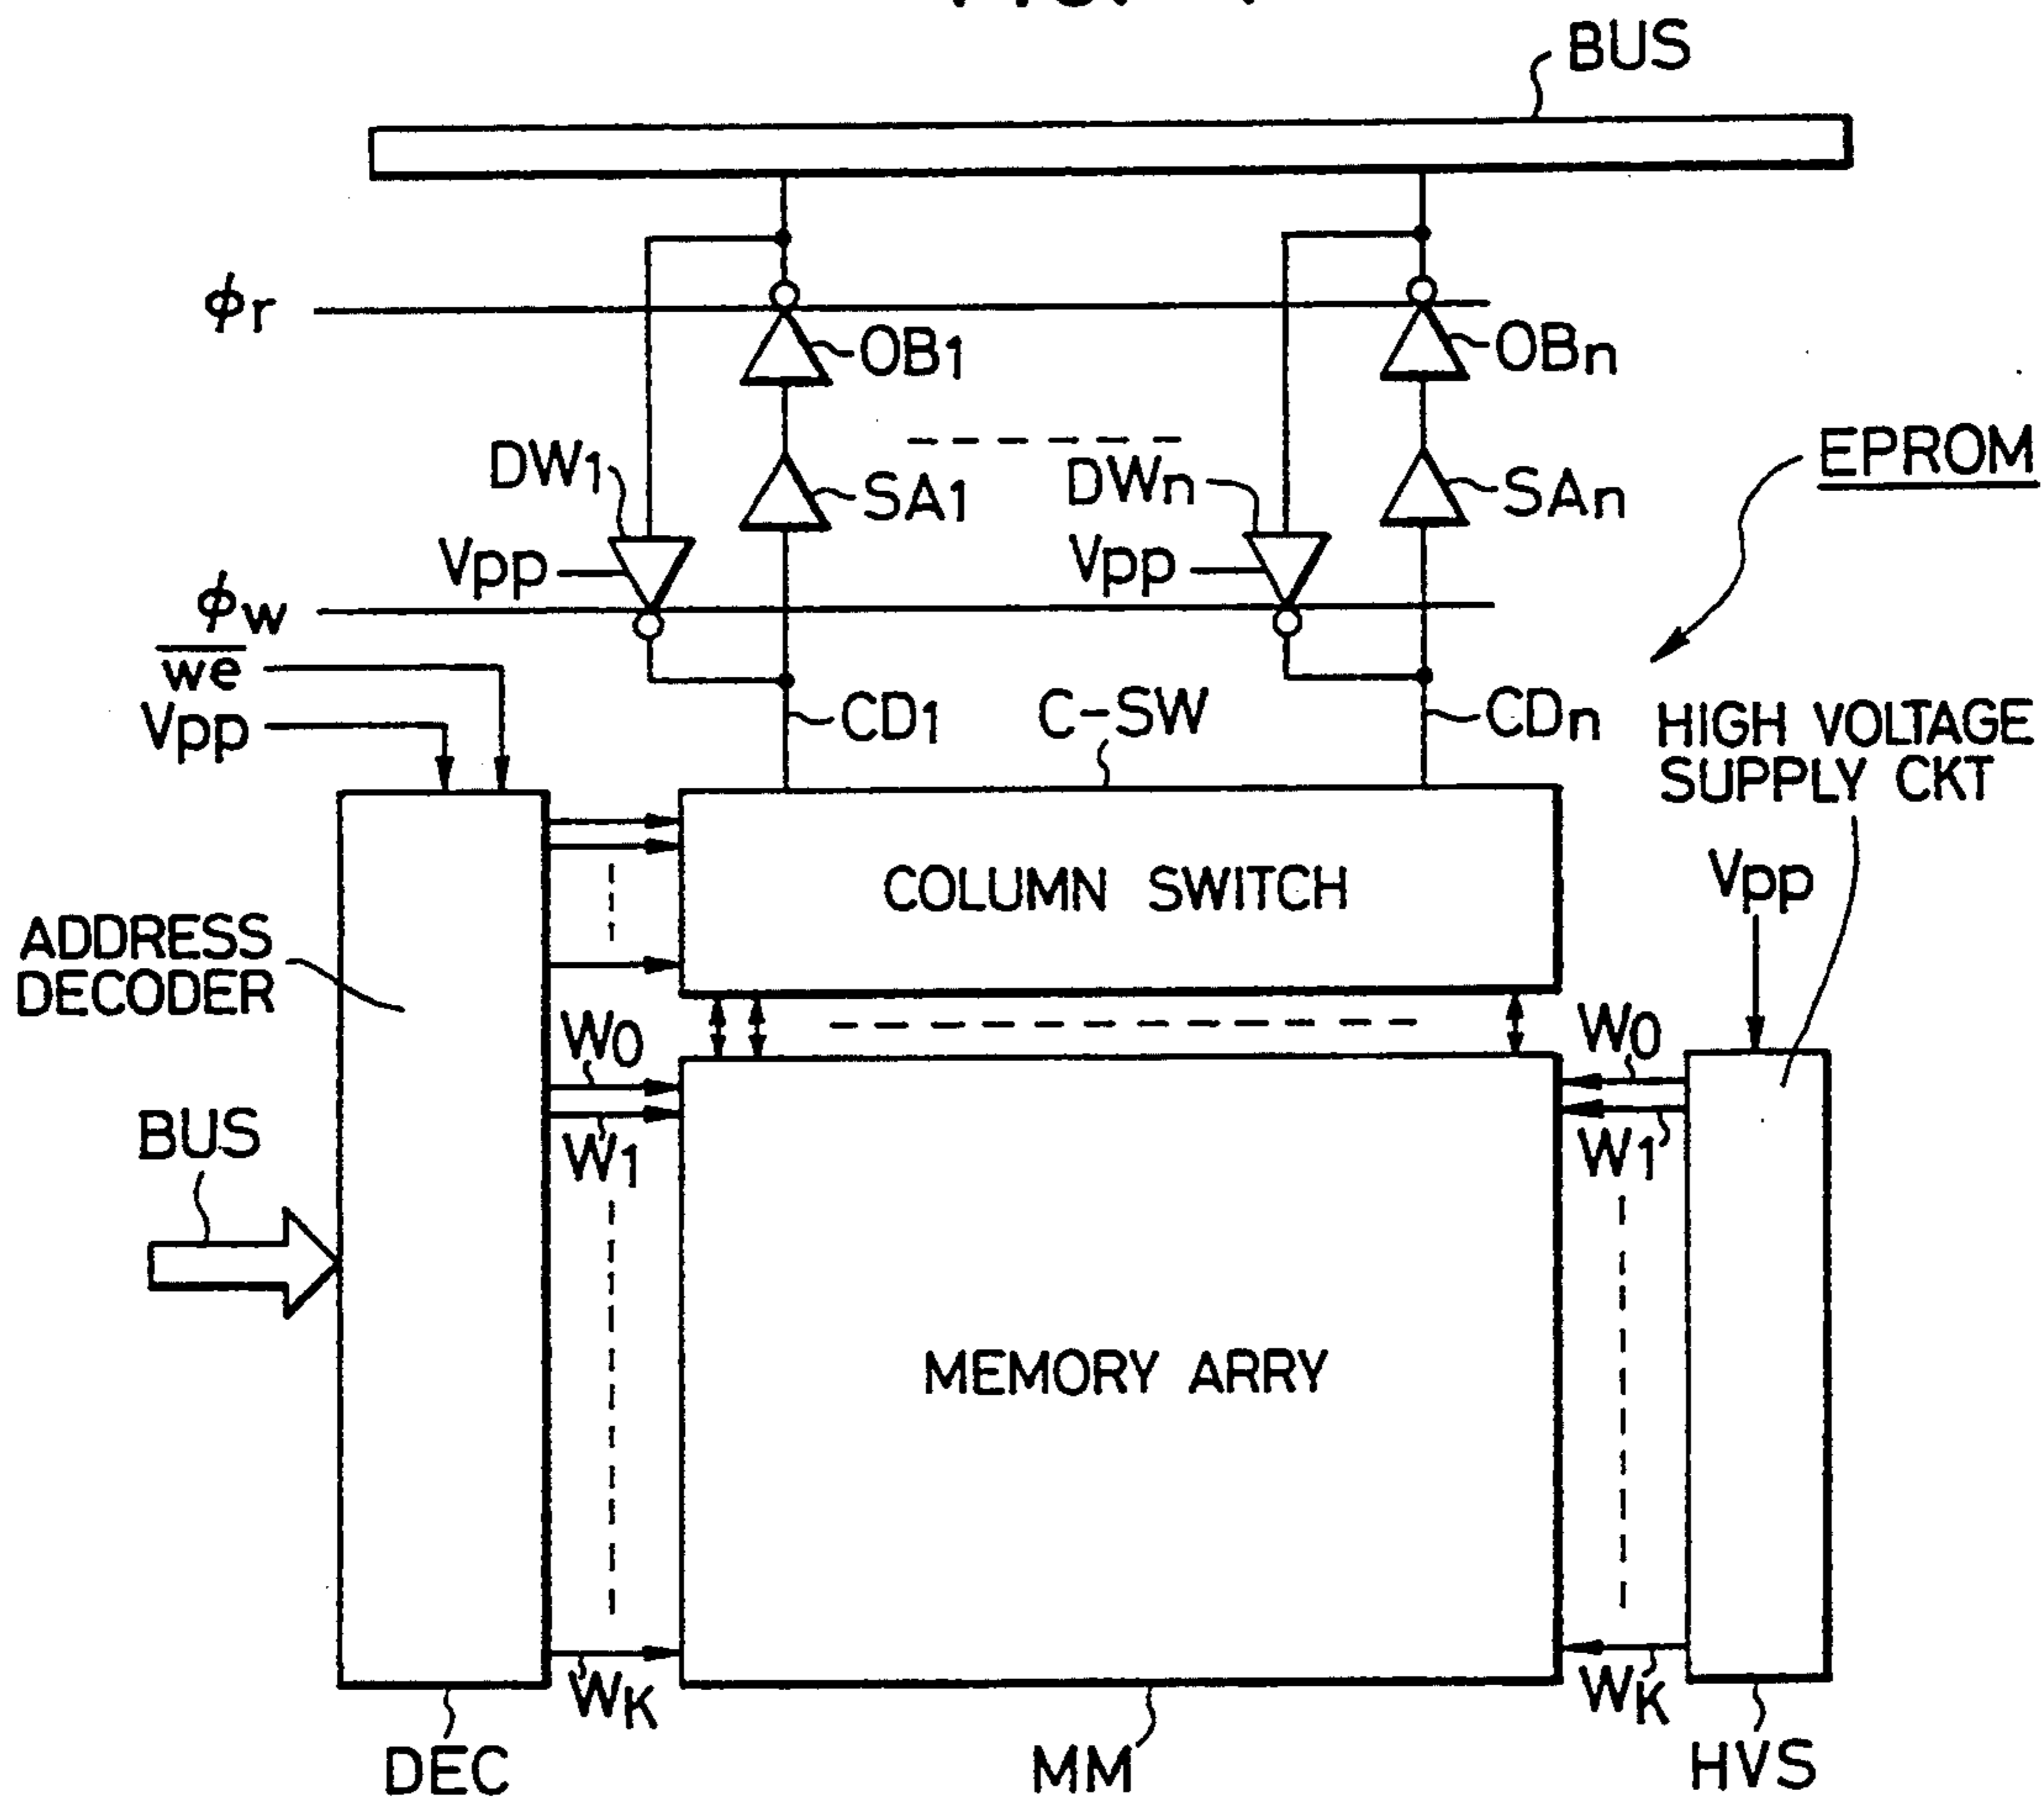 BUS
ϕr
OB1
OBn
EPROM
DW1
SA1
DWn
SAn
Vpp
Vpp
ϕw
w̅e̅
Vpp
CD1
C-SW
CDn
HIGH VOLTAGE
SUPPLY CKT
Vpp
COLUMN SWITCH
ADDRESS
DECODER
W0
W0
BUS
W1
W1
MEMORY ARRY
WK
WK
DEC
MM
HVS